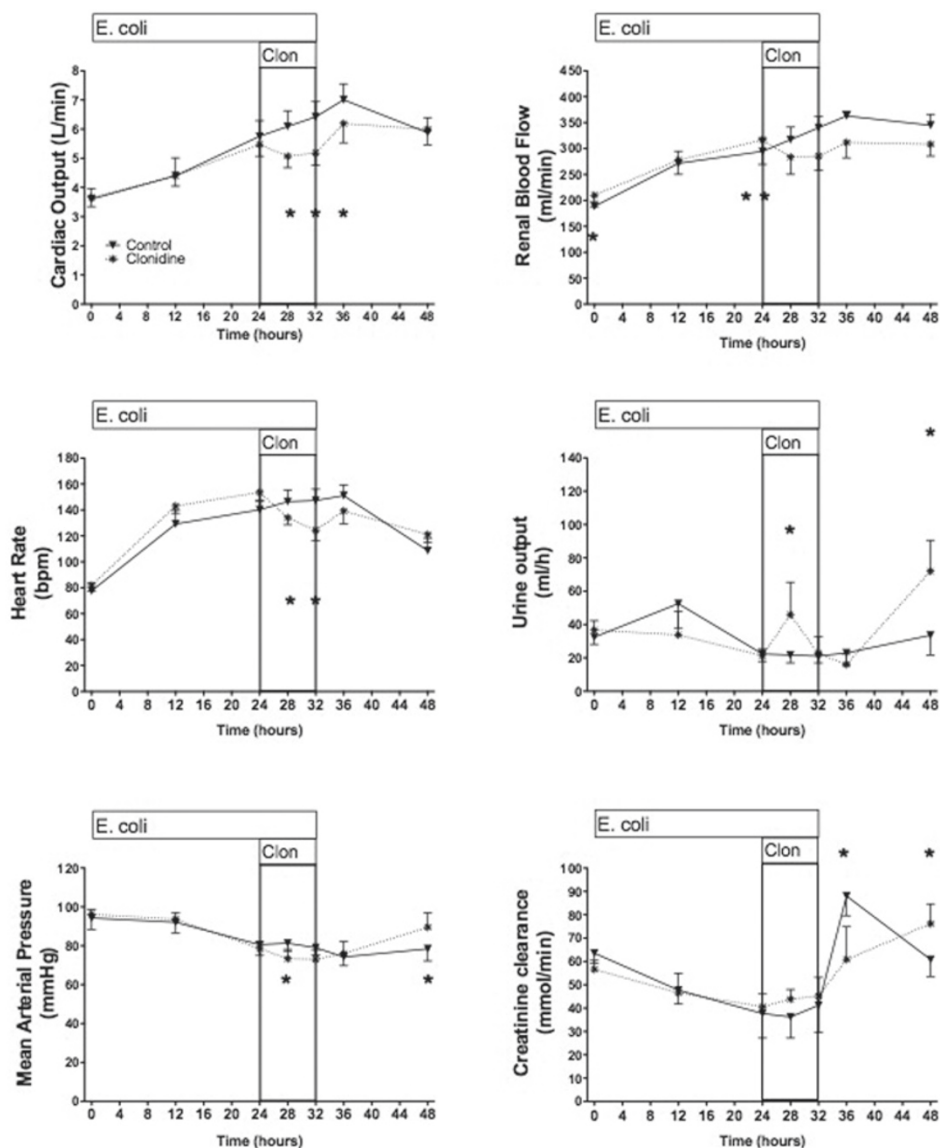 E. coli
Clon
Cardiac Output (L/min)
8
7
6
5
4
3
2
1
0
Control
Clonidine
* * *
0 4 8 12 16 20 24 28 32 36 40 44 48
Time (hours)
E. coli
Clon
Renal Blood Flow
(ml/min)
450
400
350
300
250
200
150
100
50
0
* * *
0 4 8 12 16 20 24 28 32 36 40 44 48
Time (hours)
E. coli
Clon
Heart Rate
(bpm)
180
160
140
120
100
80
60
40
20
0
* *
0 4 8 12 16 20 24 28 32 36 40 44 48
Time (hours)
E. coli
Clon
Urine output
(ml/h)
140
120
100
80
60
40
20
0
* *
0 4 8 12 16 20 24 28 32 36 40 44 48
Time (hours)
E. coli
Clon
Mean Arterial Pressure
(mmHg)
120
100
80
60
40
20
0
* *
0 4 8 12 16 20 24 28 32 36 40 44 48
Time (hours)
E. coli
Clon
Creatinine clearance
(mmol/min)
100
90
80
70
60
50
40
30
20
10
0
* *
0 4 8 12 16 20 24 28 32 36 40 44 48
Time (hours)